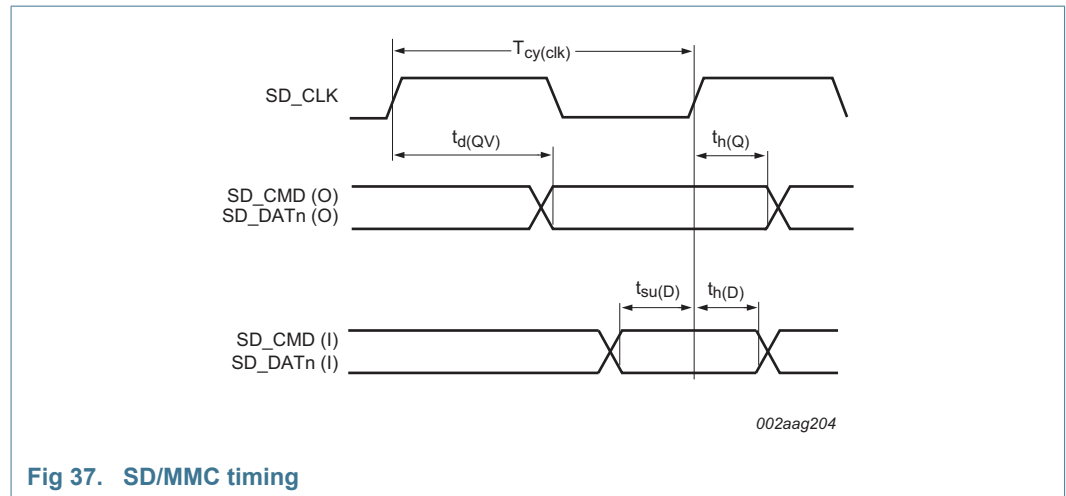 Tcy(clk)
SD_CLK
td(QV)
th(Q)
SD_CMD (O)
SD_DATn (O)
tsu(D)
th(D)
SD_CMD (I)
SD_DATn (I)
002aag204
Fig 37. SD/MMC timing